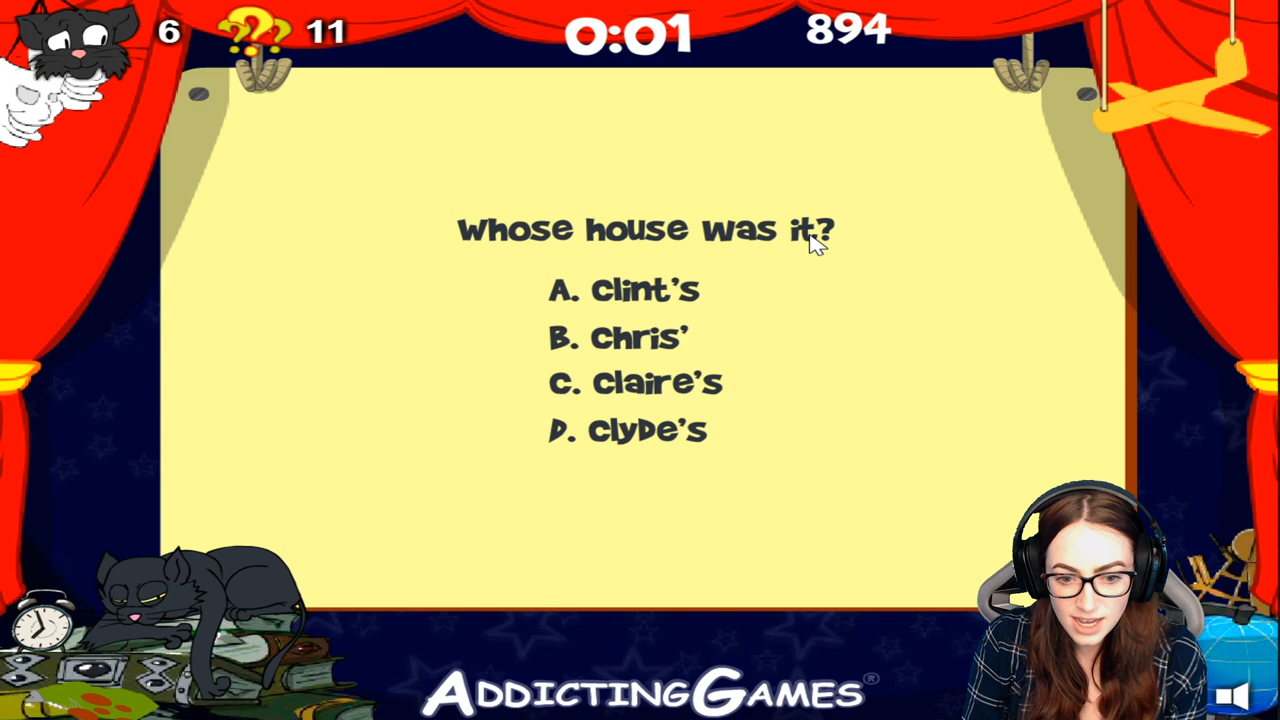 6
11
0:01
894
Whose house was it?
A. Clint's
B. Chris'
C. Claire's
D. Clyde's
ADDICTINGGAMES®